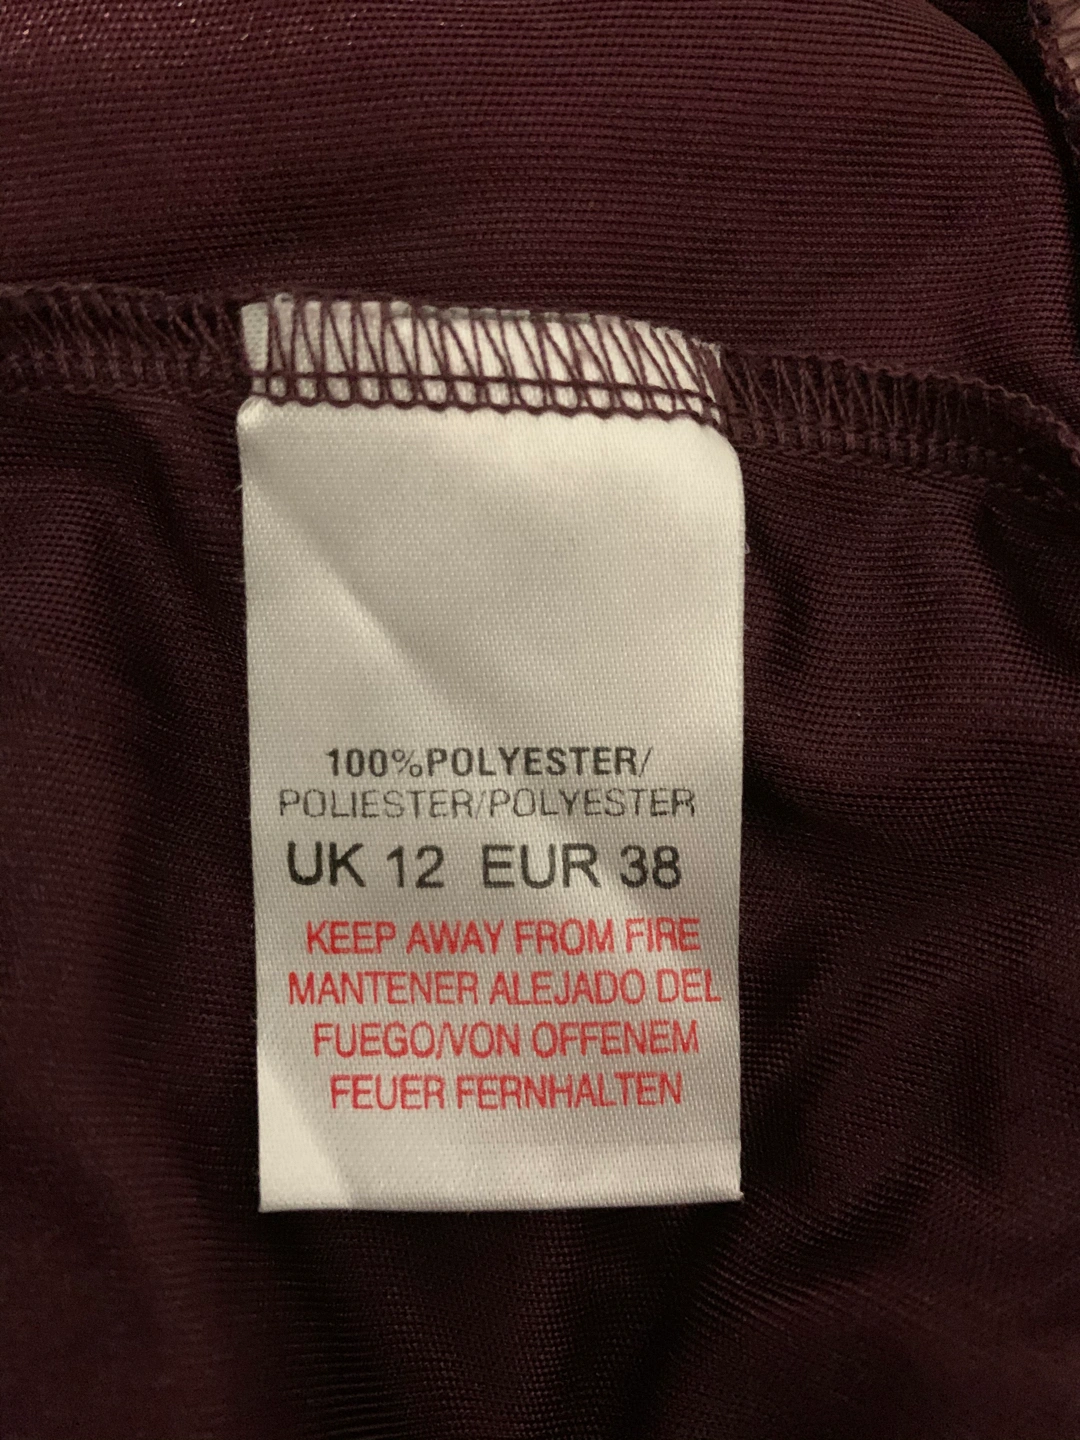 100%POLYESTER/
POLIESTER/POLYESTER
UK 12 EUR 38
KEEP AWAY FROM FIRE
MANTENER ALEJADO DEL
FUEGO/VON OFFENEM
FEUER FERNHALTEN